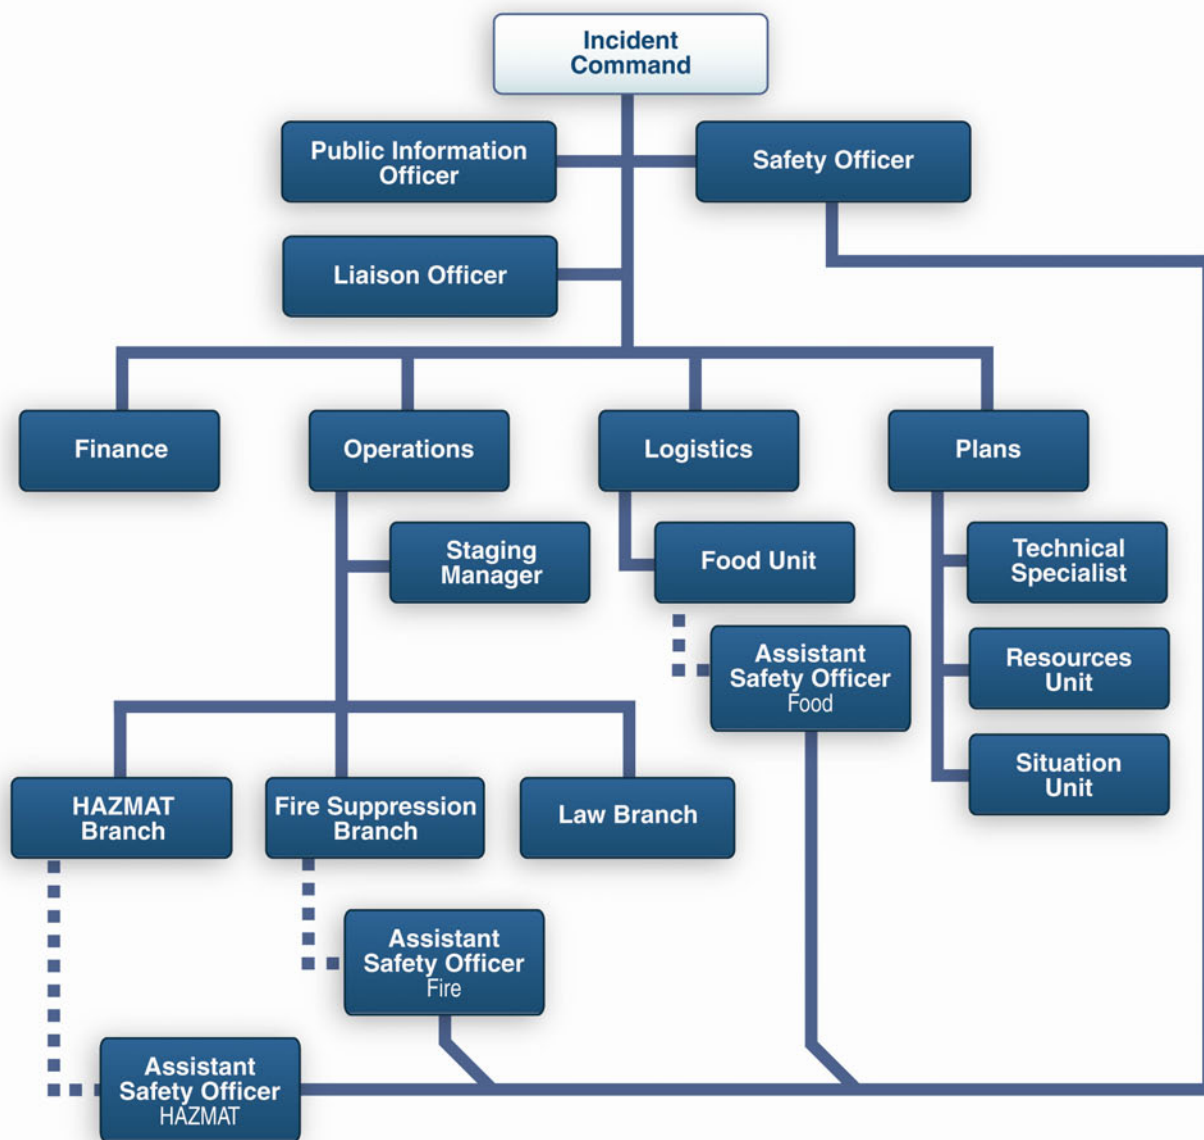 Incident
Command
Public Information
Officer
Safety Officer
Liaison Officer
Finance
Operations
Logistics
Plans
Staging
Manager
Food Unit
Technical
Specialist
Assistant
Safety Officer
Food
Resources
Unit
Situation
Unit
HAZMAT
Branch
Fire Suppression
Branch
Law Branch
Assistant
Safety Officer
Fire
Assistant
Safety Officer
HAZMAT